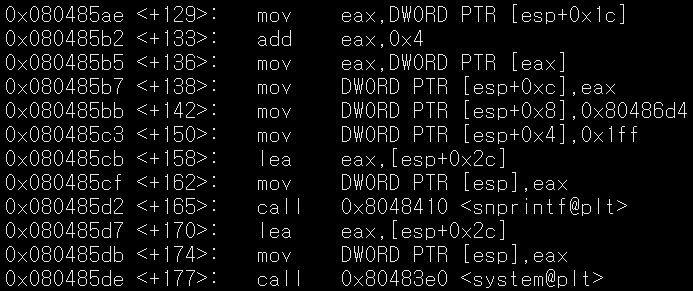 0x080485ae <+129>: mov eax,DWORD PTR [esp+0x1c]
0x080485b2 <+133>: add eax,0x4
0x080485b5 <+136>: mov eax,DWORD PTR [eax]
0x080485b7 <+138>: mov DWORD PTR [esp+0xc],eax
0x080485bb <+142>: mov DWORD PTR [esp+0x8],0x80486d4
0x080485c3 <+150>: mov DWORD PTR [esp+0x4],0x1ff
0x080485cb <+158>: lea eax,[esp+0x2c]
0x080485cf <+162>: mov DWORD PTR [esp],eax
0x080485d2 <+165>: call 0x8048410 <snprintf@plt>
0x080485d7 <+170>: lea eax,[esp+0x2c]
0x080485db <+174>: mov DWORD PTR [esp],eax
0x080485de <+177>: call 0x80483e0 <system@plt>